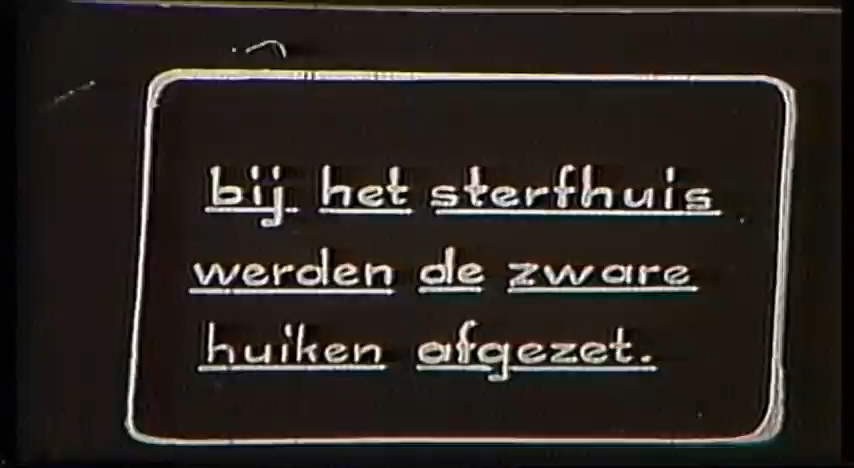 bij het sterfhuis
werden de zware
huiken afgezet.